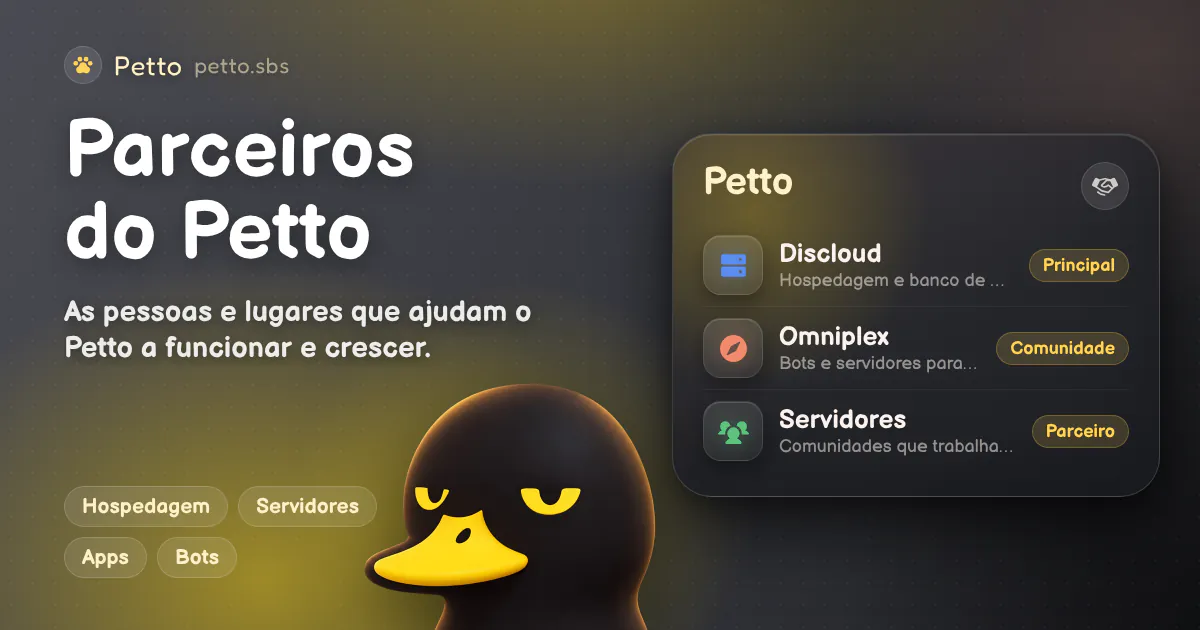 Petto petto.sbs
Parceiros
do Petto
As pessoas e lugares que ajudam o
Petto a funcionar e crescer.
Hospedagem Servidores
Apps Bots
Petto
Discloud
Hospedagem e banco de ...
Principal
Omniplex
Bots e servidores para...
Comunidade
Servidores
Comunidades que trabalha...
Parceiro